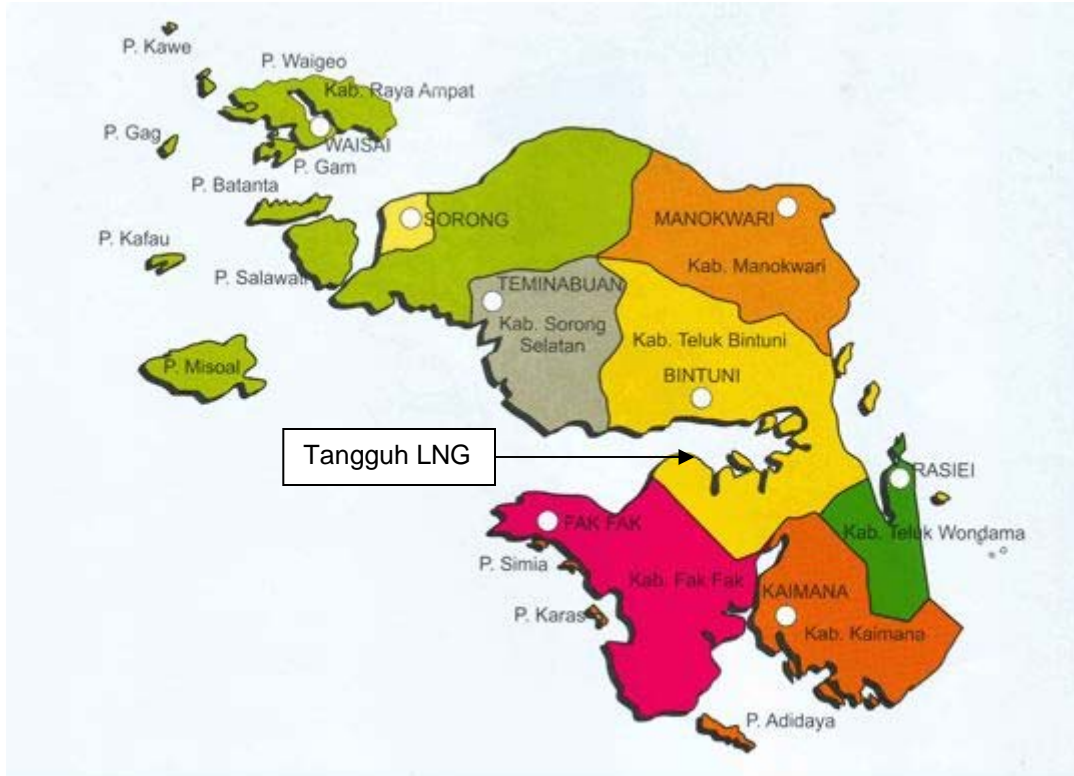 P. Kawe
P. Waigeo
Kab. Raya Ampat
P. Gag
WAISAI
P. Gam
P. Batanta
SORONG
MANOKWARI
P. Kafau
Kab. Manokwari
P. Salawati
TEMINABUAN
Kab. Sorong
Selatan
Kab. Teluk Bintuni
P. Misoal
BINTUNI
Tangguh LNG
RASIEI
FAK FAK
Kab. Teluk Wondama
P. Simia
Kab. Fak Fak
KAIMANA
P. Karas
Kab. Kaimana
P. Adidaya